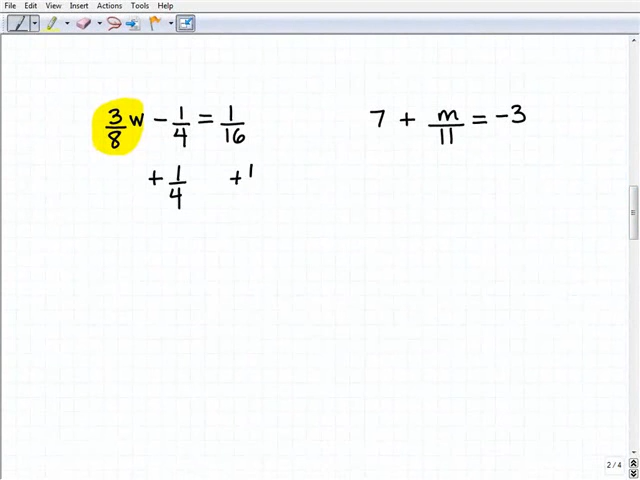 File Edit View Insert Actions Tools Help
3/8 w - 1/4 = 1/16
+ 1/4 + 1
7 + m/11 = -3
2 / 4